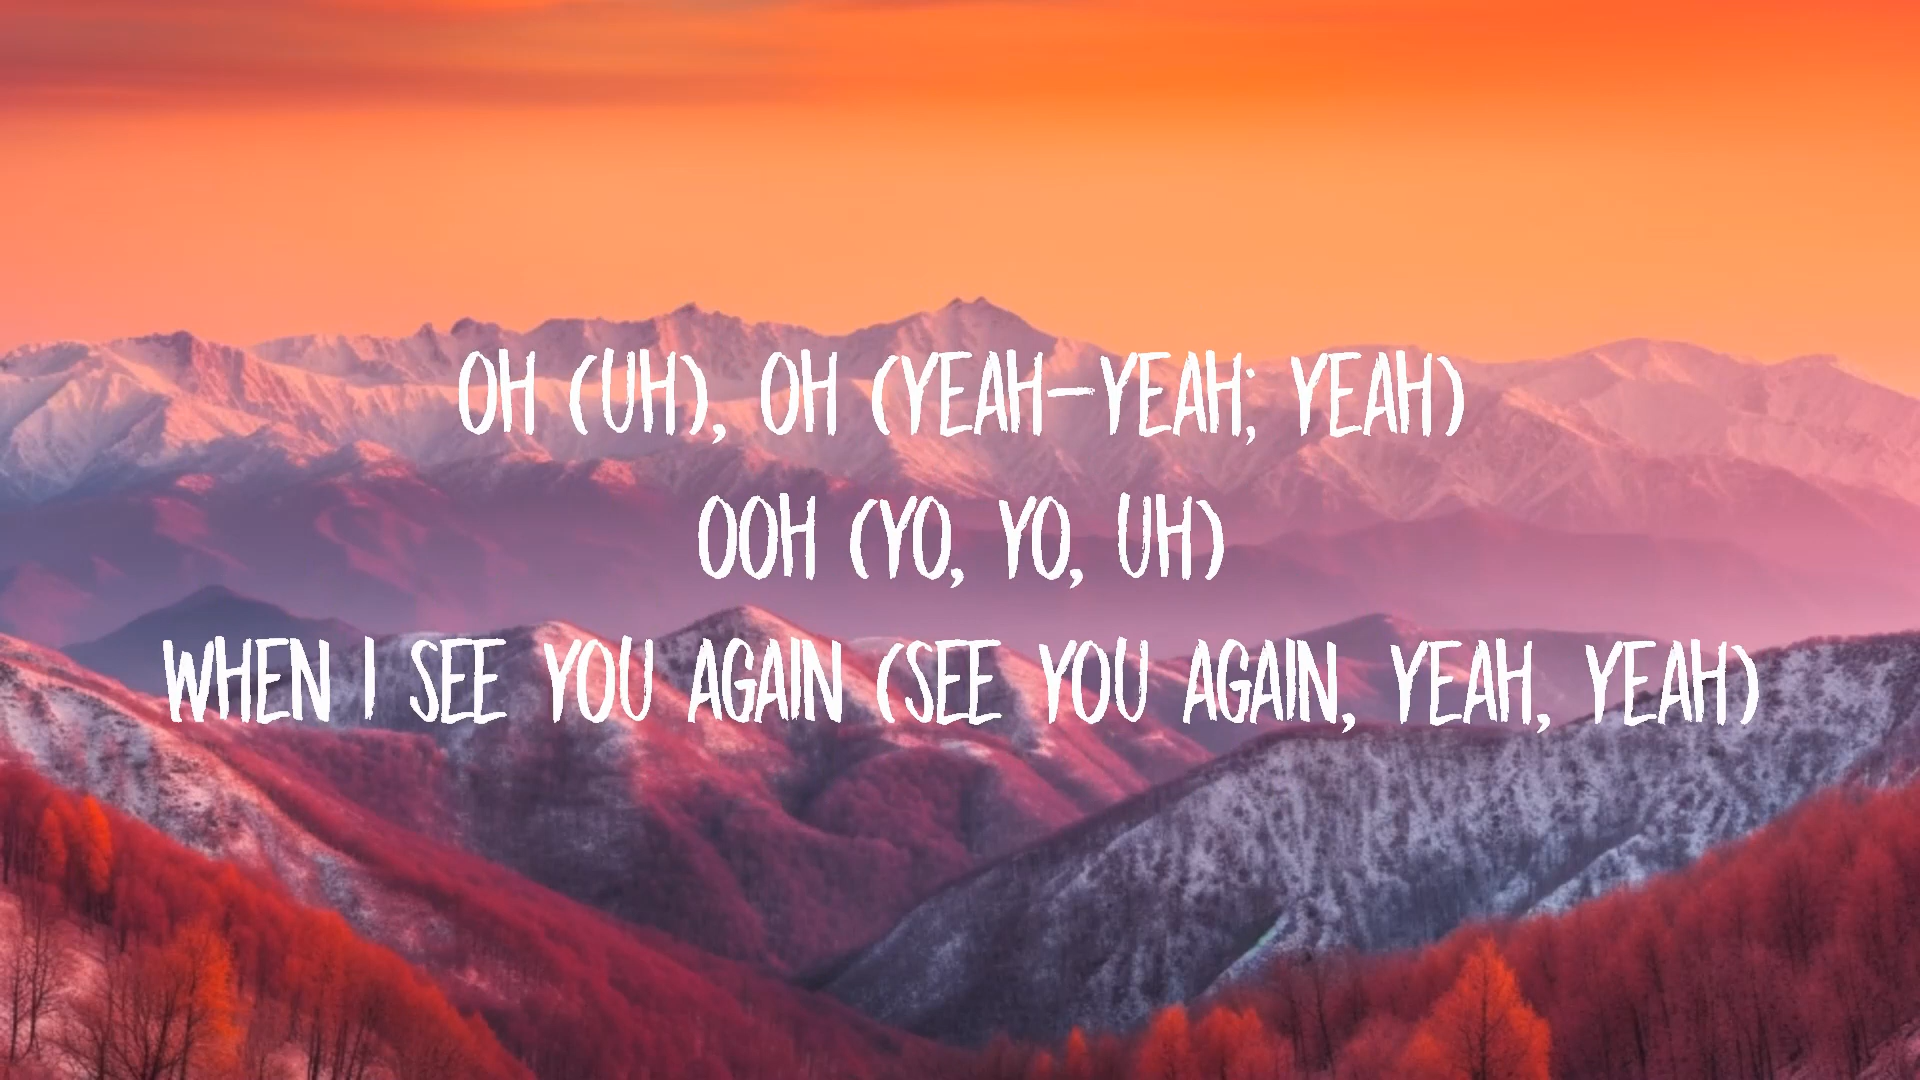 OH (UH), OH (YEAH-YEAH; YEAH)
OOH (YO, YO, UH)
WHEN I SEE YOU AGAIN (SEE YOU AGAIN, YEAH, YEAH)